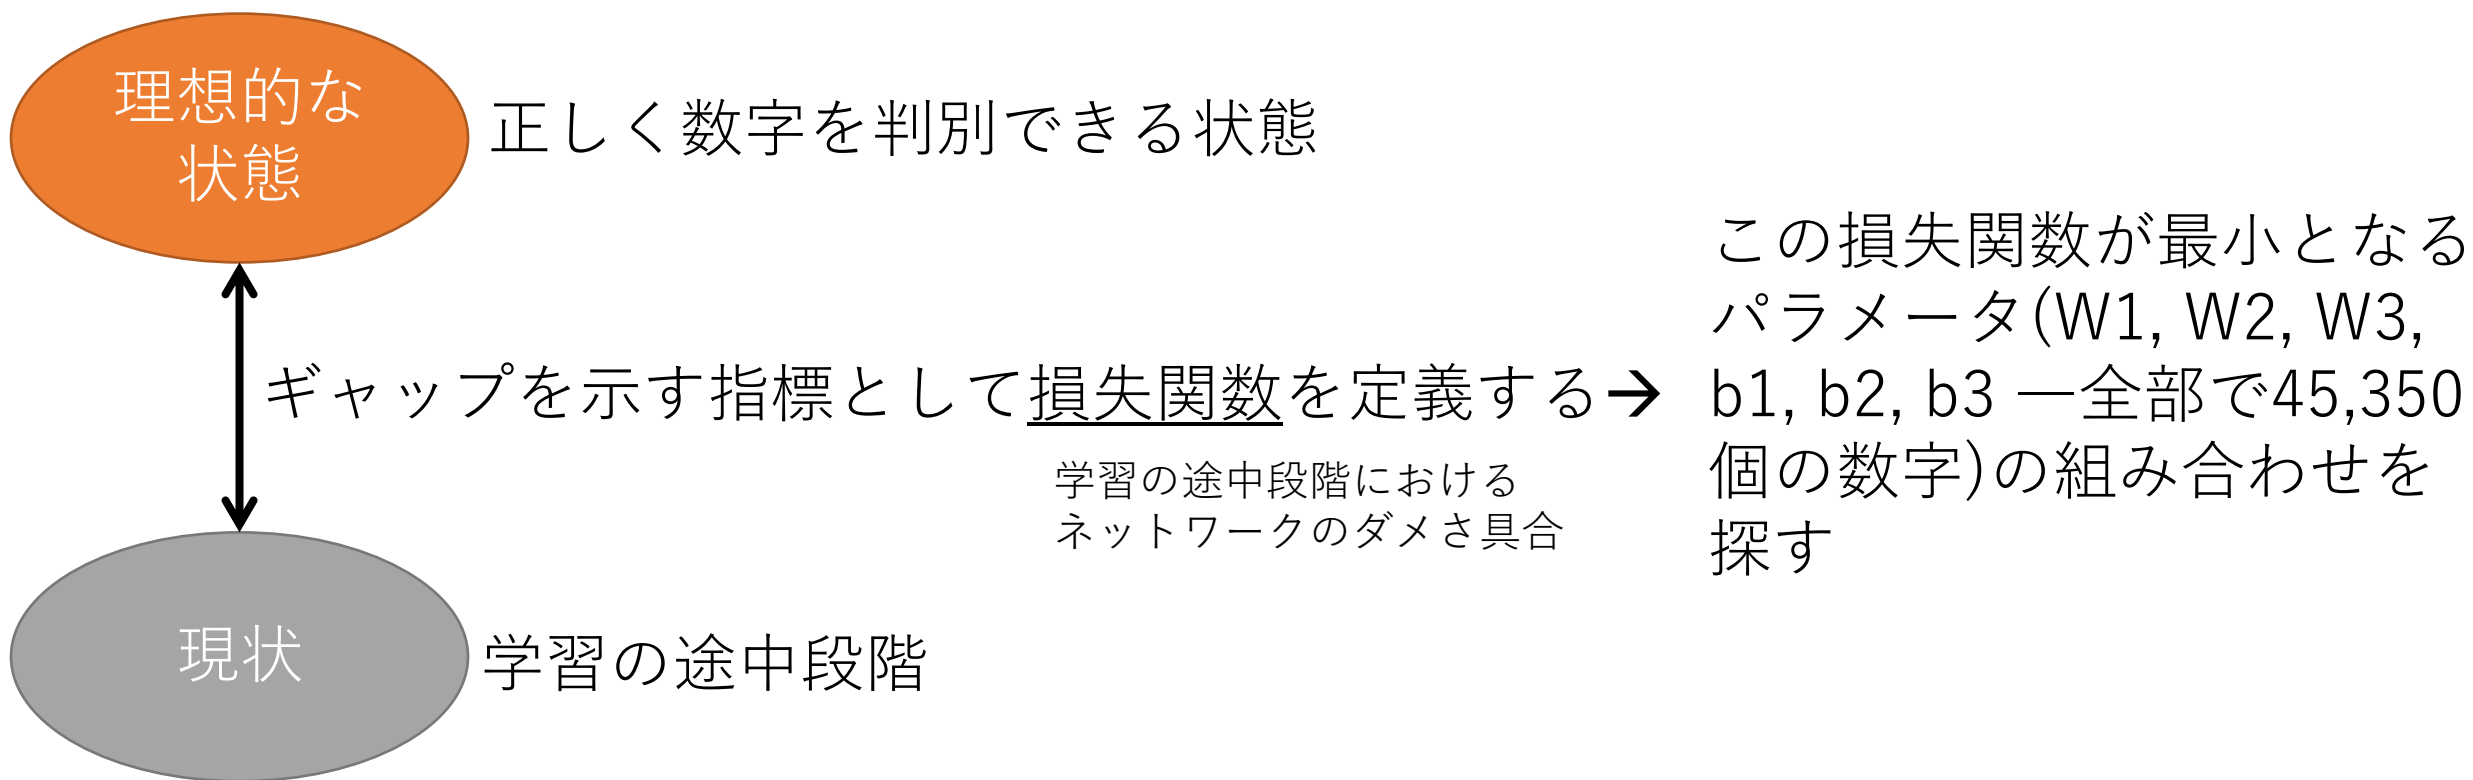 理想的な
状態
正しく数字を判別できる状態
ギャップを示す指標として損失関数を定義する→
学習の途中段階における
ネットワークのダメさ具合
この損失関数が最小となる
パラメータ(W1, W2, W3,
b1, b2, b3 ―全部で45,350
個の数字)の組み合わせを
探す
現状
学習の途中段階